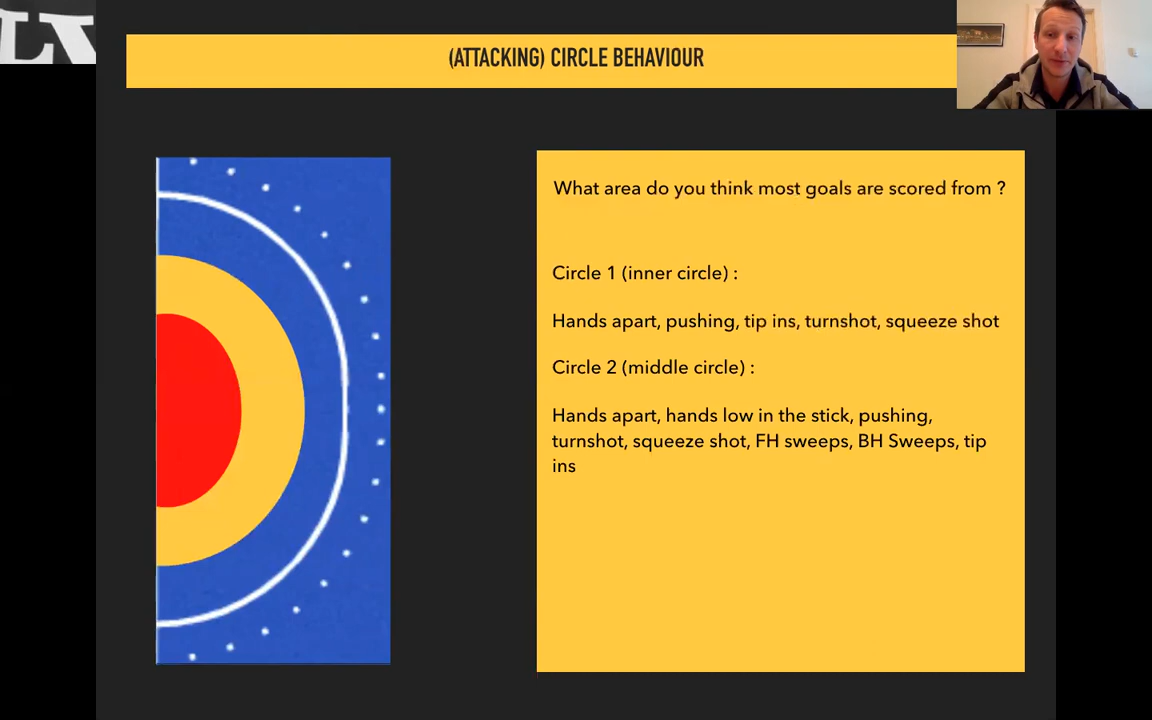 LV
(ATTACKING) CIRCLE BEHAVIOUR
What area do you think most goals are scored from ?
Circle 1 (inner circle) :
Hands apart, pushing, tip ins, turnshot, squeeze shot
Circle 2 (middle circle) :
Hands apart, hands low in the stick, pushing,
turnshot, squeeze shot, FH sweeps, BH Sweeps, tip
ins